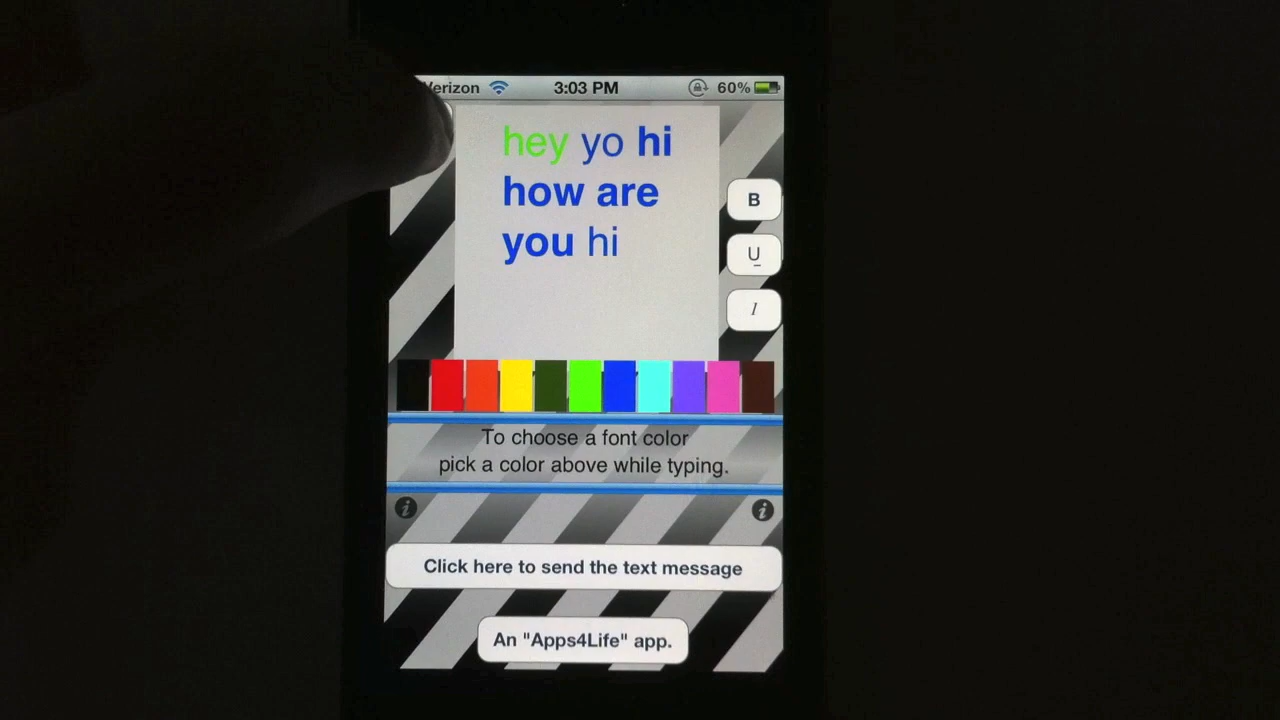 Verizon 3:03 PM 60%
hey yo hi
how are
you hi
B
U
I
To choose a font color
pick a color above while typing.
Click here to send the text message
An "Apps4Life" app.